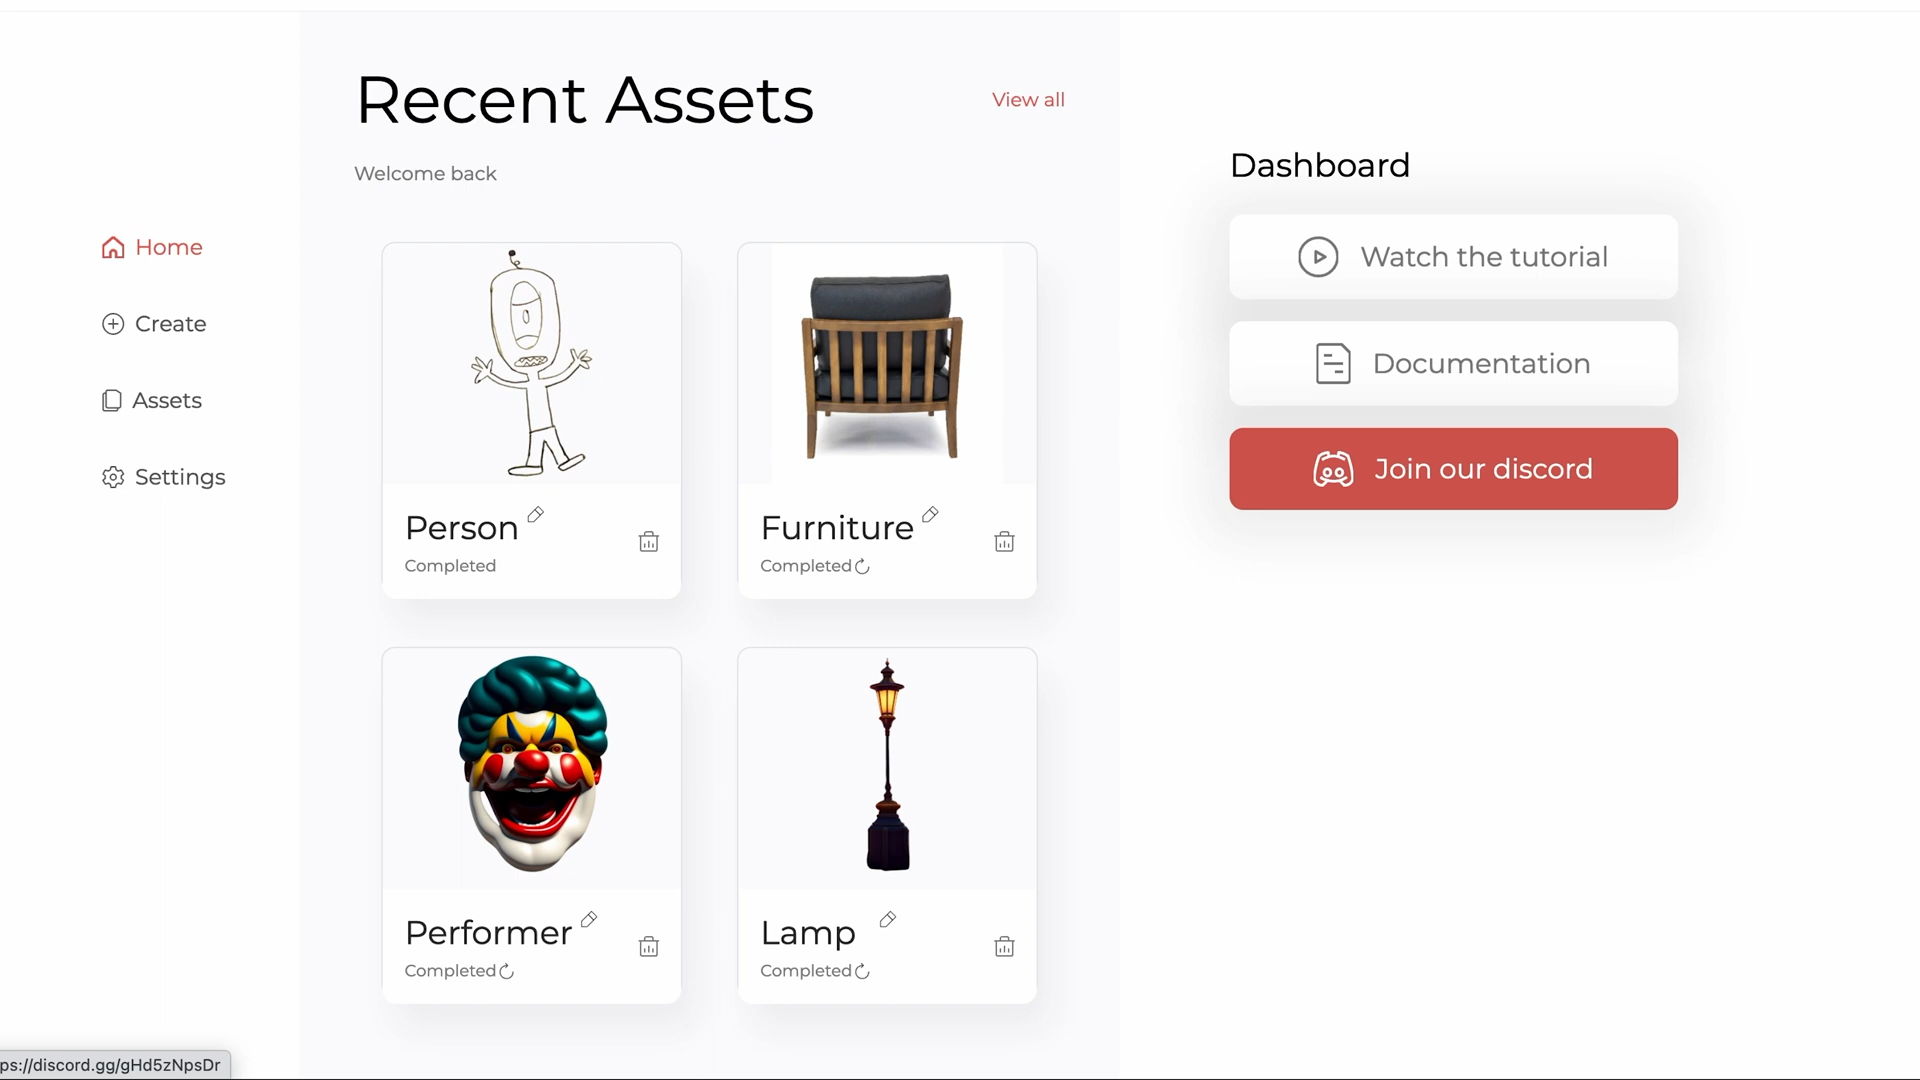 Recent Assets
View all
Welcome back
Home
Create
Assets
Settings
Person
Completed
Furniture
Completed
Performer
Completed
Lamp
Completed
Dashboard
Watch the tutorial
Documentation
Join our discord
ps://discord.gg/gHd5zNpsDr